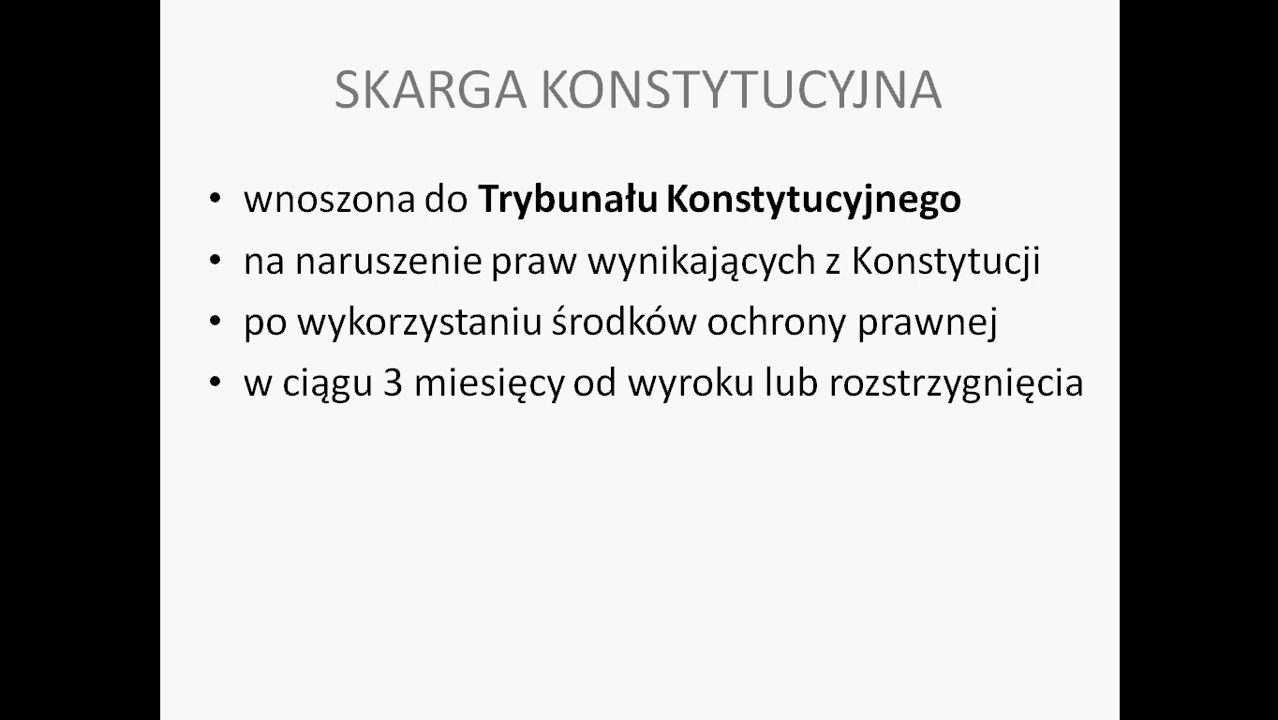 SKARGA KONSTYTUCYJNA
• wnoszona do Trybunału Konstytucyjnego
• na naruszenie praw wynikających z Konstytucji
• po wykorzystaniu środków ochrony prawnej
• w ciągu 3 miesięcy od wyroku lub rozstrzygnięcia